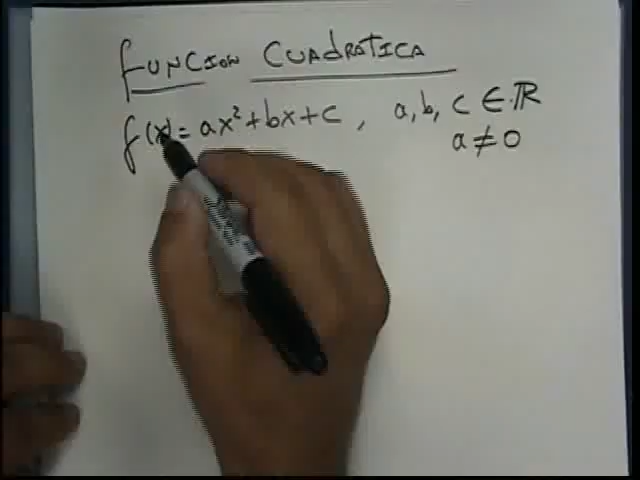 Funcion Cuadratica
f(x) = ax² + bx + c , a, b, c ∈ ℝ
a ≠ 0